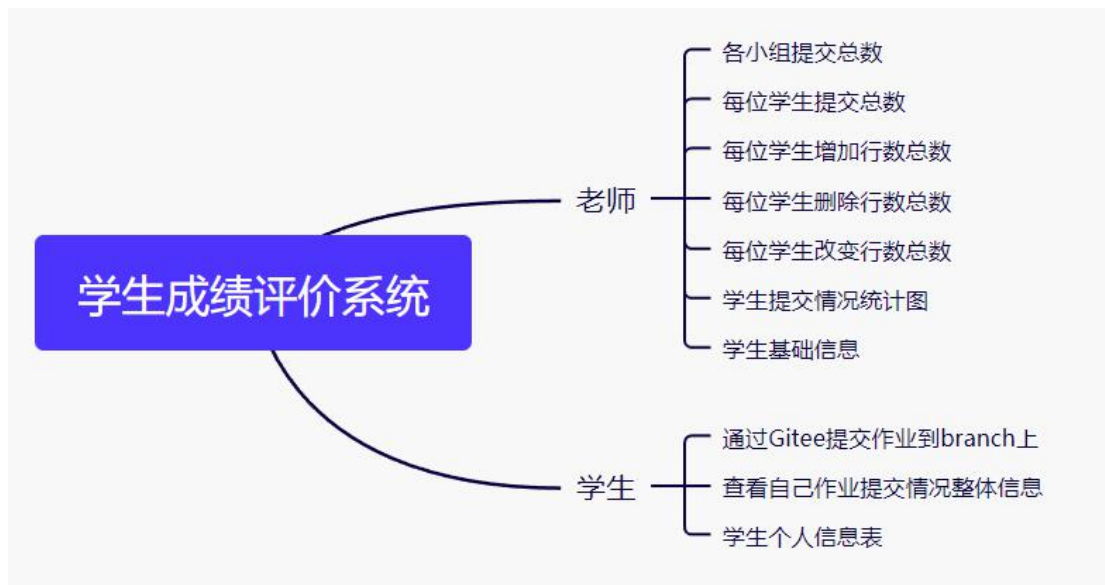 学生成绩评价系统
老师
各小组提交总数
每位学生提交总数
每位学生增加行数总数
每位学生删除行数总数
每位学生改变行数总数
学生提交情况统计图
学生基础信息
学生
通过Gitee提交作业到branch上
查看自己作业提交情况整体信息
学生个人信息表